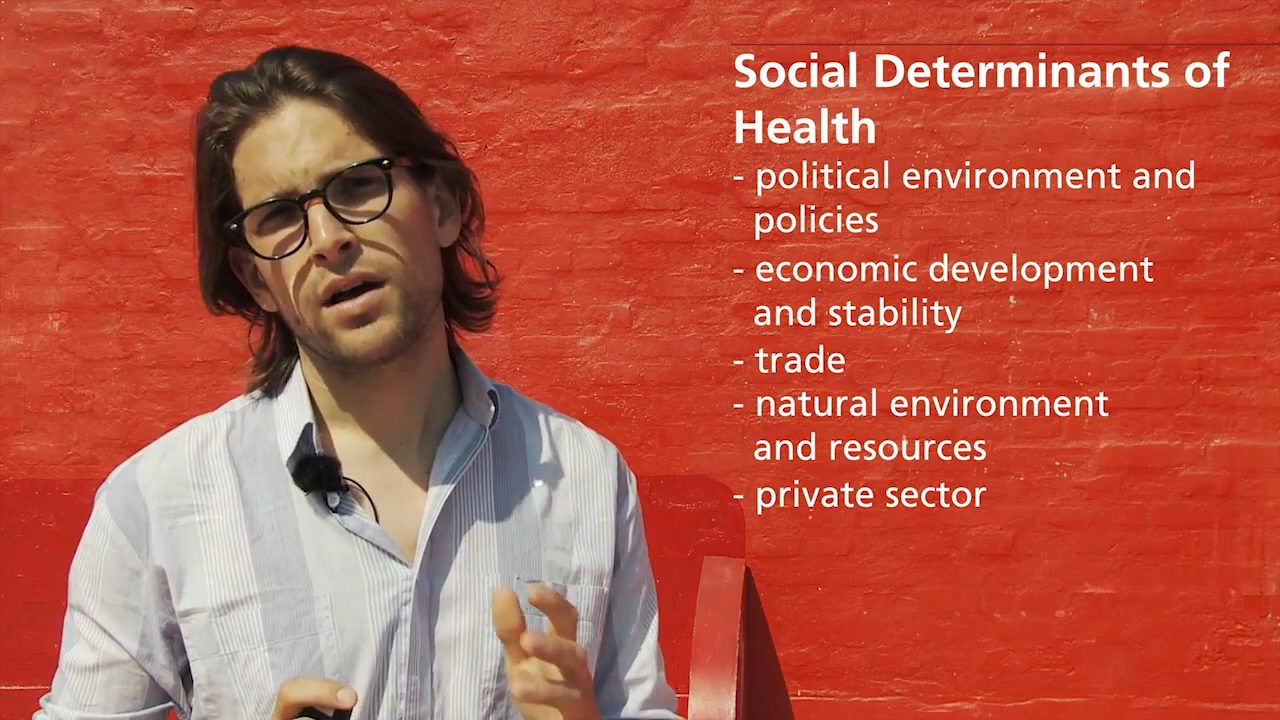 Social Determinants of
Health
- political environment and
policies
- economic development
and stability
- trade
- natural environment
and resources
- private sector